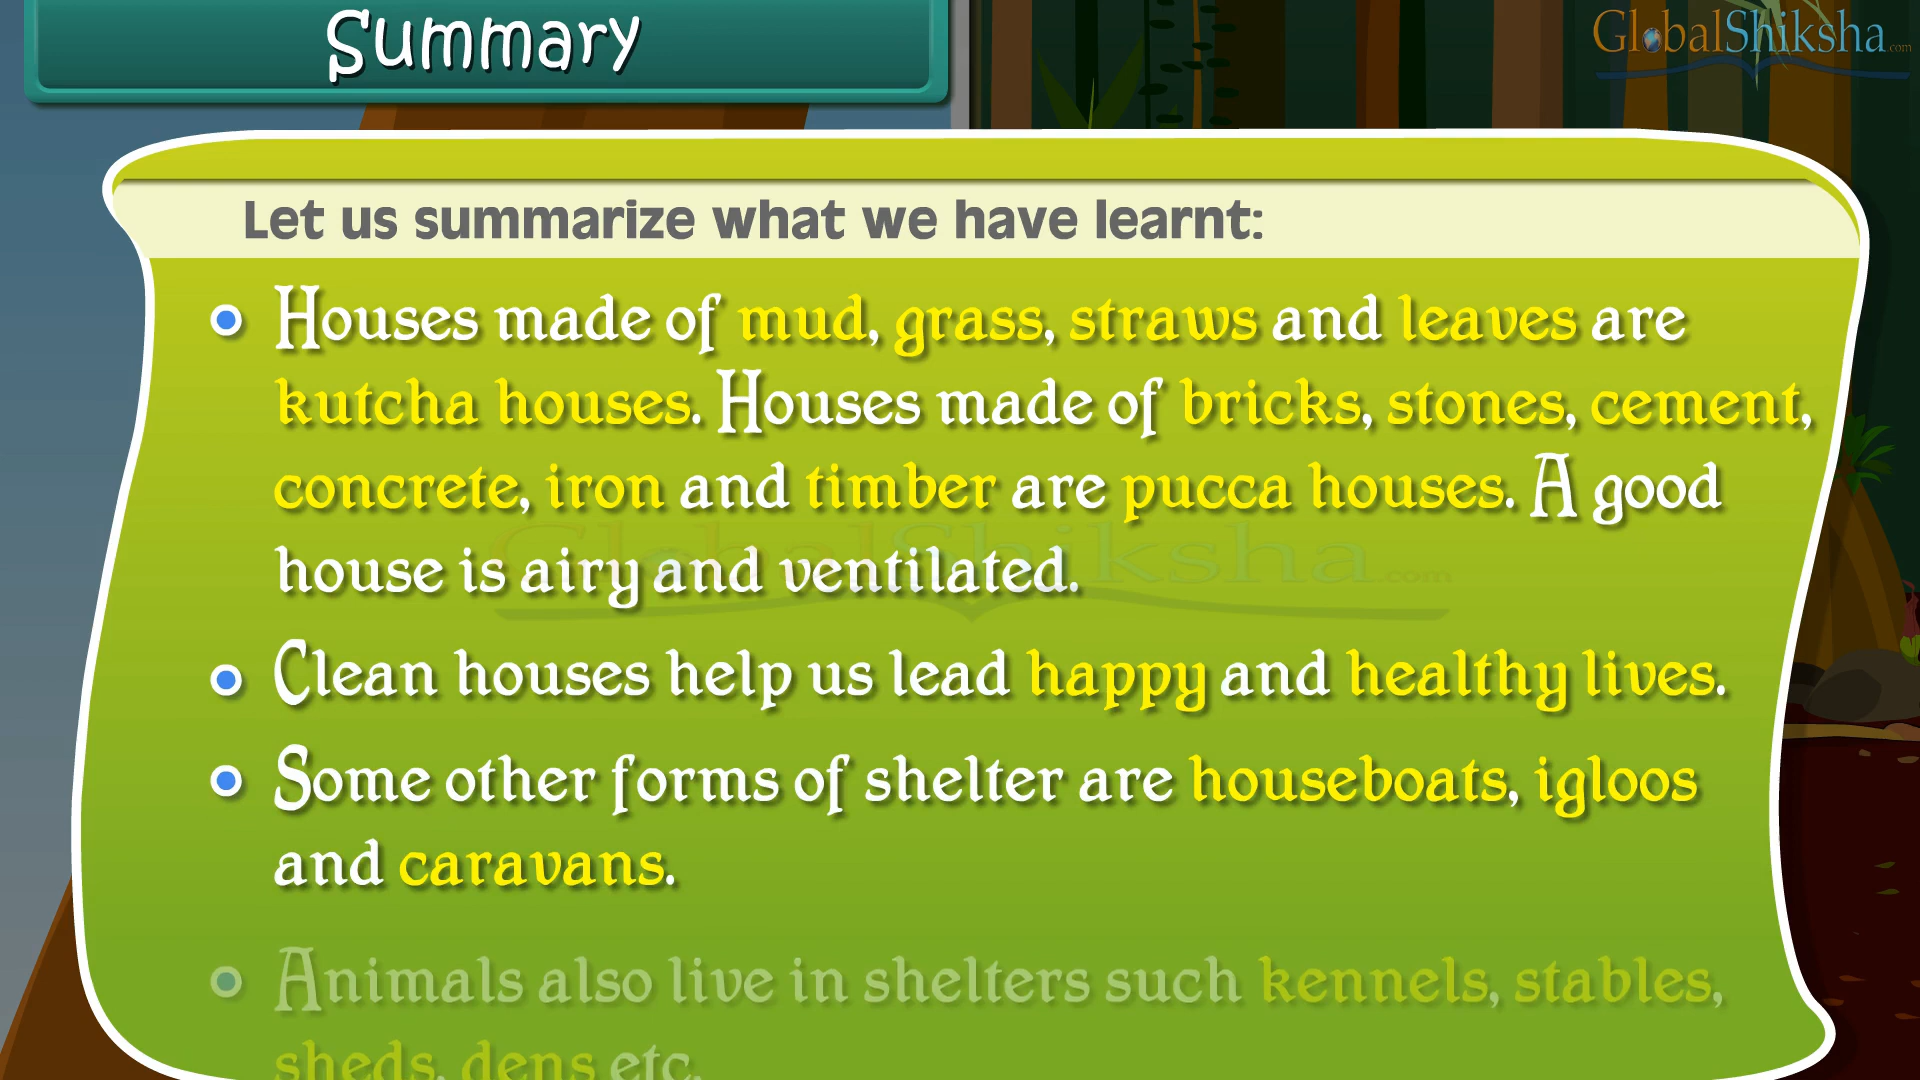 Summary
GlobalShiksha.com
Let us summarize what we have learnt:
Houses made of mud, grass, straws and leaves are
kutcha houses. Houses made of bricks, stones, cement,
concrete, iron and timber are pucca houses. A good
house is airy and ventilated.
GlobalShiksha.com
Clean houses help us lead happy and healthy lives.
Some other forms of shelter are houseboats, igloos
and caravans.
Animals also live in shelters such kennels, stables,
sheds, dens etc.